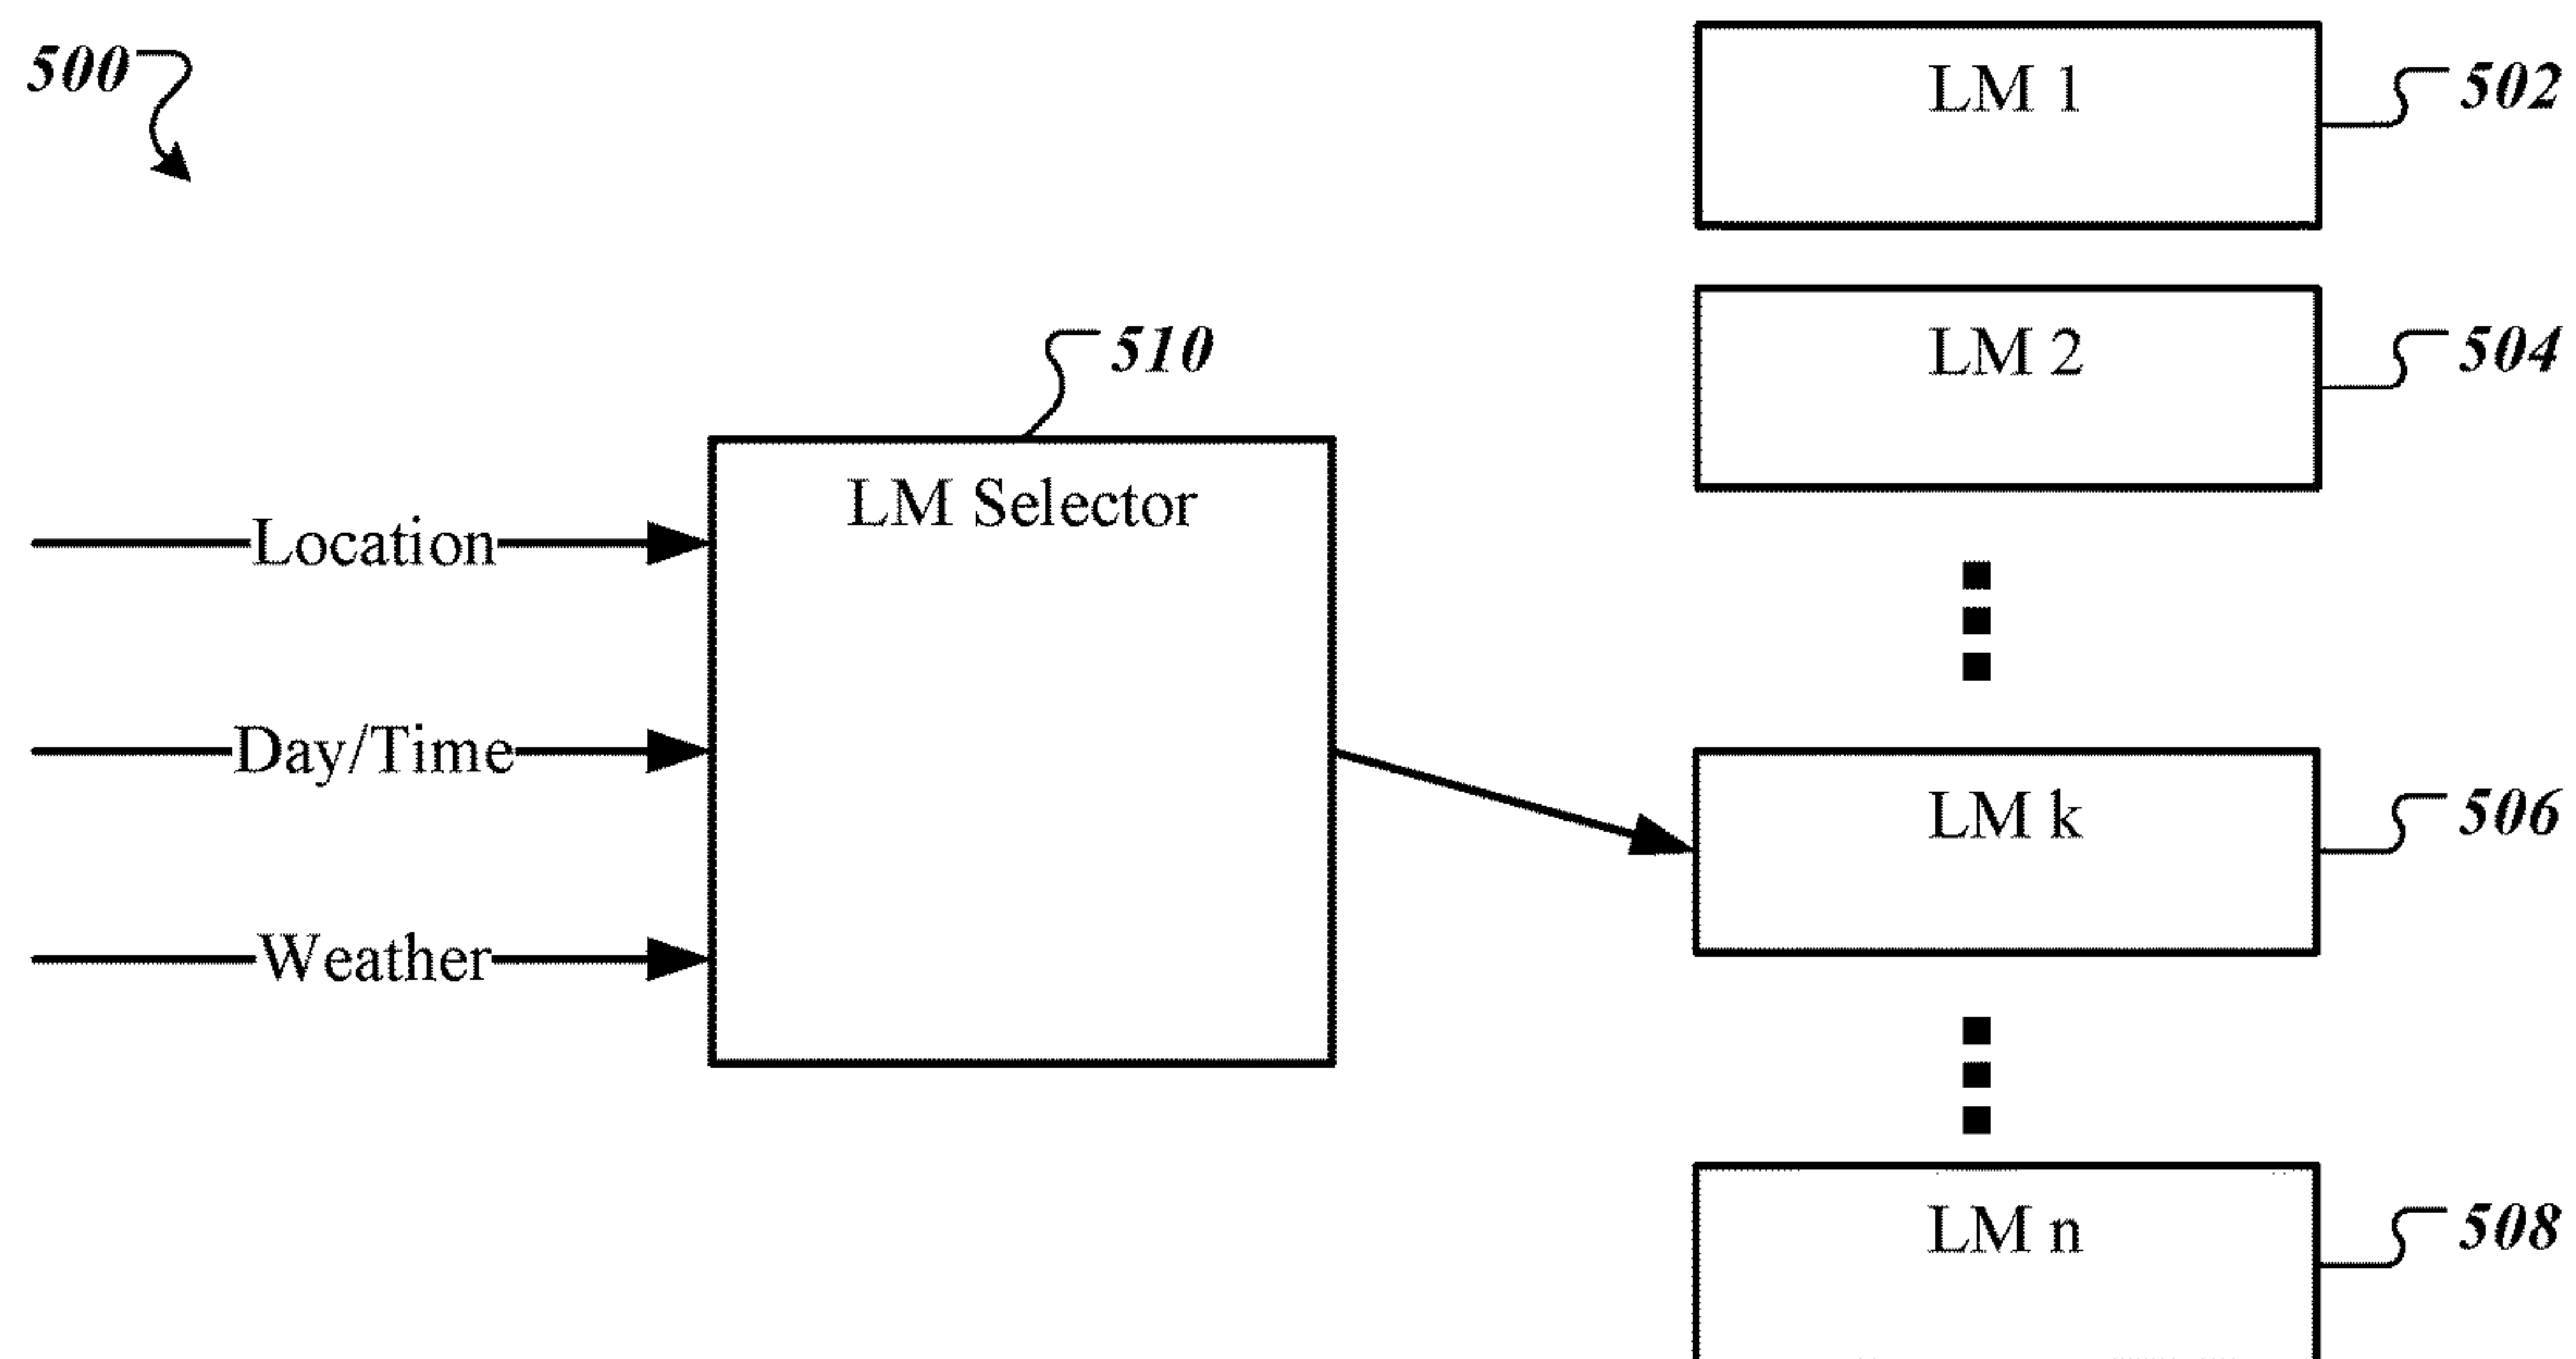 500
LM 1
502
LM 2
504
510
LM Selector
Location
Day/Time
Weather
LM k
506
LM n
508